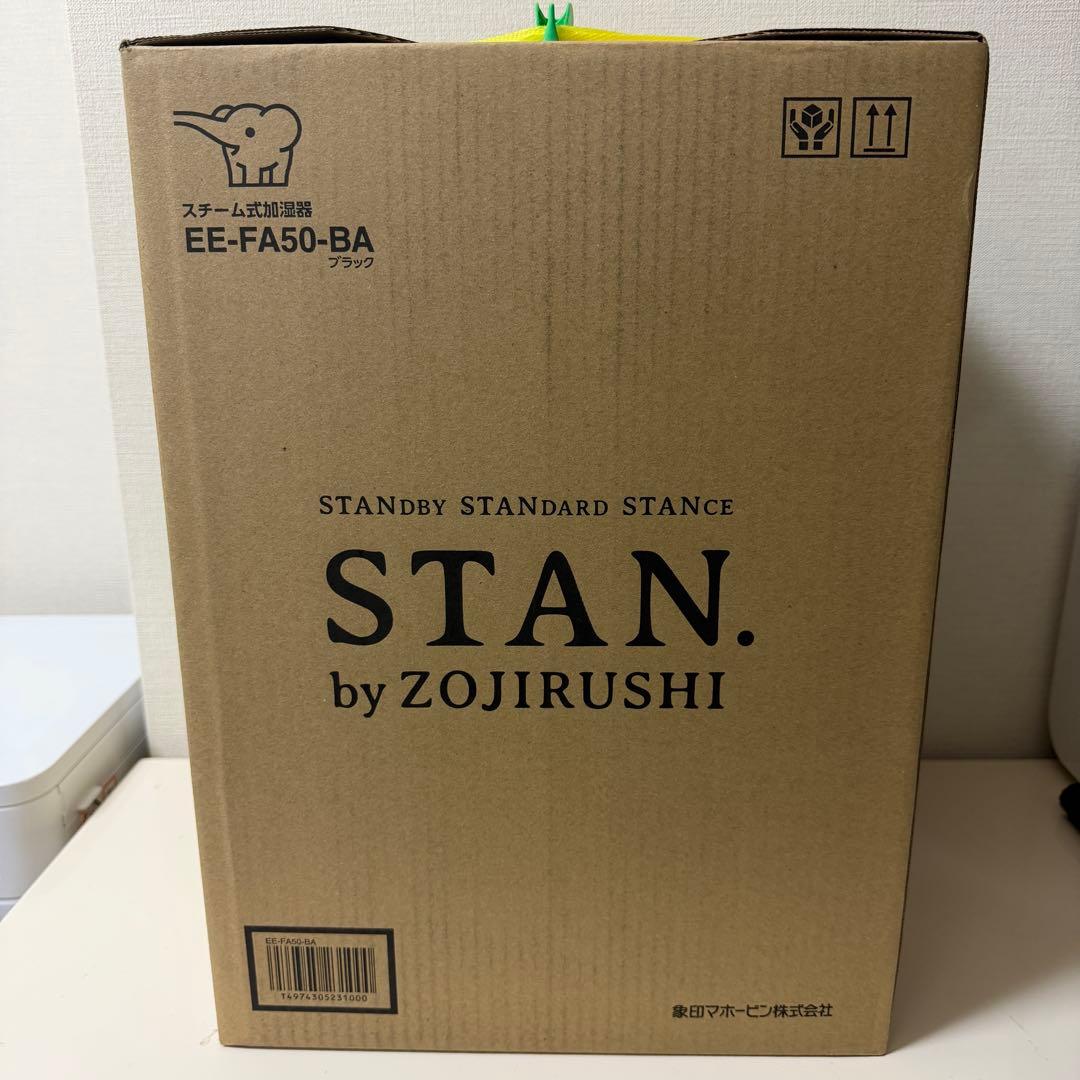 スチーム式加湿器
EE-FA50-BA
ブラック
STANDBY STANDARD STANCE
STAN.
by ZOJIRUSHI
EE-FA50-BA
T4974305231000
象印マホービン株式会社